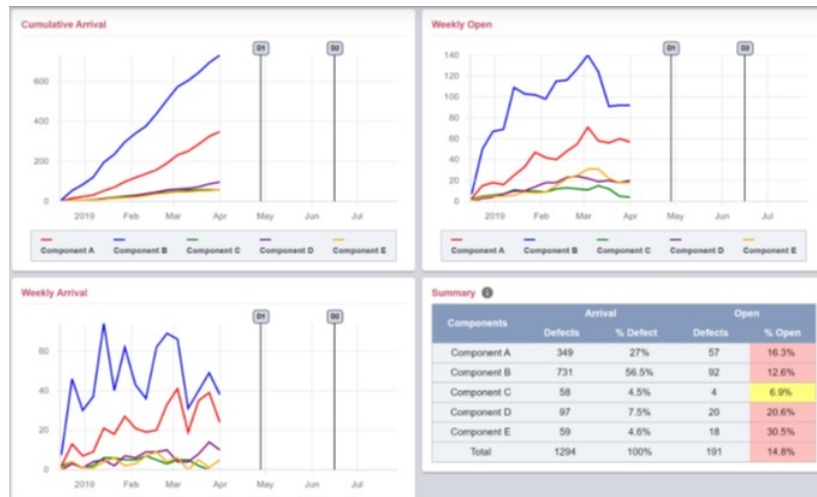 Cumulative Arrival
D1 D2
600
400
200
0
2019 Feb Mar Apr May Jun Jul
Component A Component B Component C Component D Component E
Weekly Open
D1 D2
140
120
100
80
60
40
20
0
2019 Feb Mar Apr May Jun Jul
Component A Component B Component C Component D Component E
Weekly Arrival
D1 D2
60
40
20
0
2019 Feb Mar Apr May Jun Jul
Summary i
Components Arrival Open
Defects % Defect Defects % Open
Component A 349 27% 57 16.3%
Component B 731 56.5% 92 12.6%
Component C 58 4.5% 4 6.9%
Component D 97 7.5% 20 20.6%
Component E 59 4.6% 18 30.5%
Total 1294 100% 191 14.8%